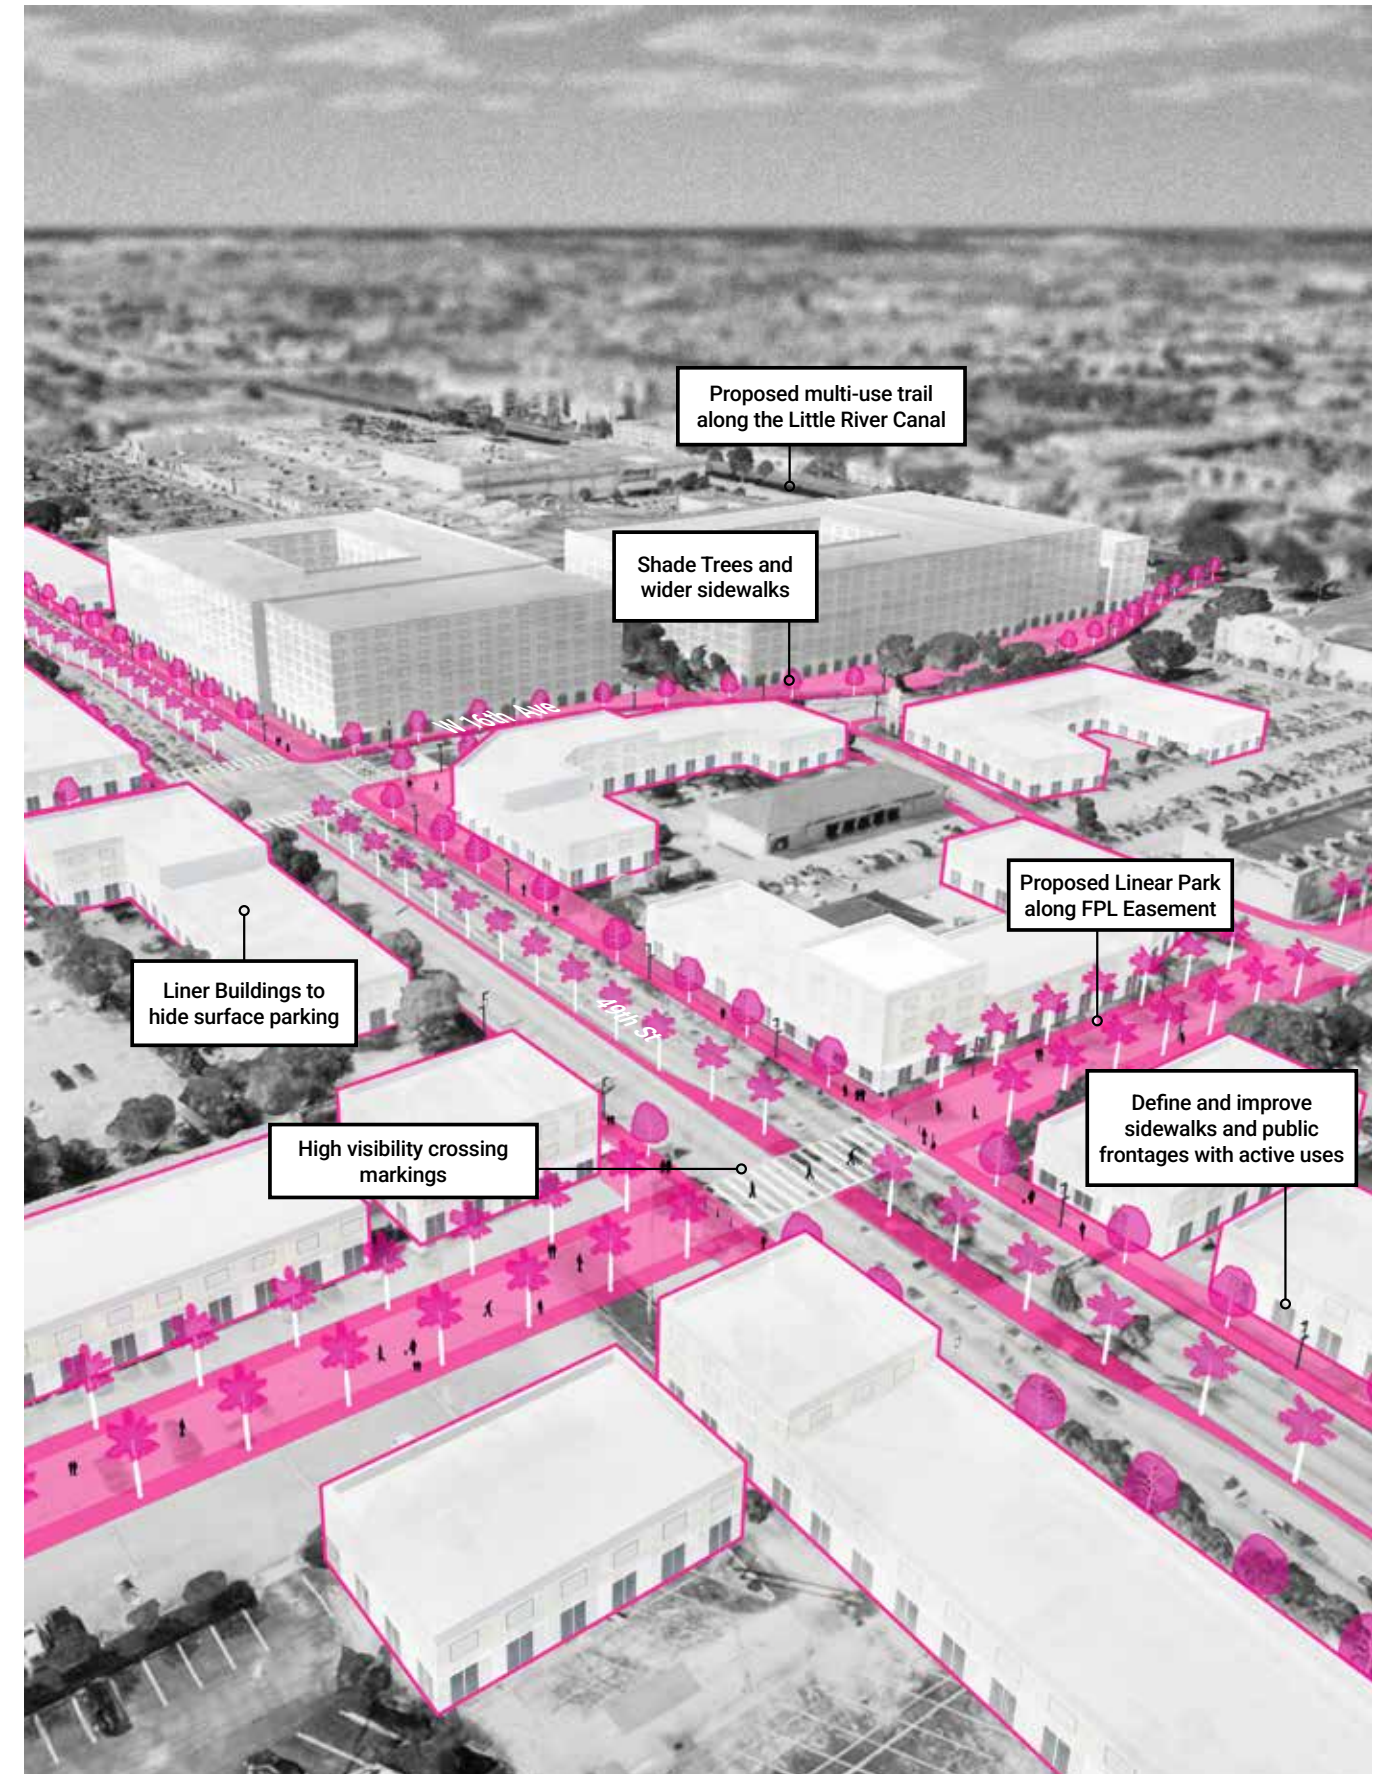 Proposed multi-use trail
along the Little River Canal
Shade Trees and
wider sidewalks
W 16th Ave
Proposed Linear Park
along FPL Easement
Liner Buildings to
hide surface parking
49th St
Define and improve
sidewalks and public
frontages with active uses
High visibility crossing
markings